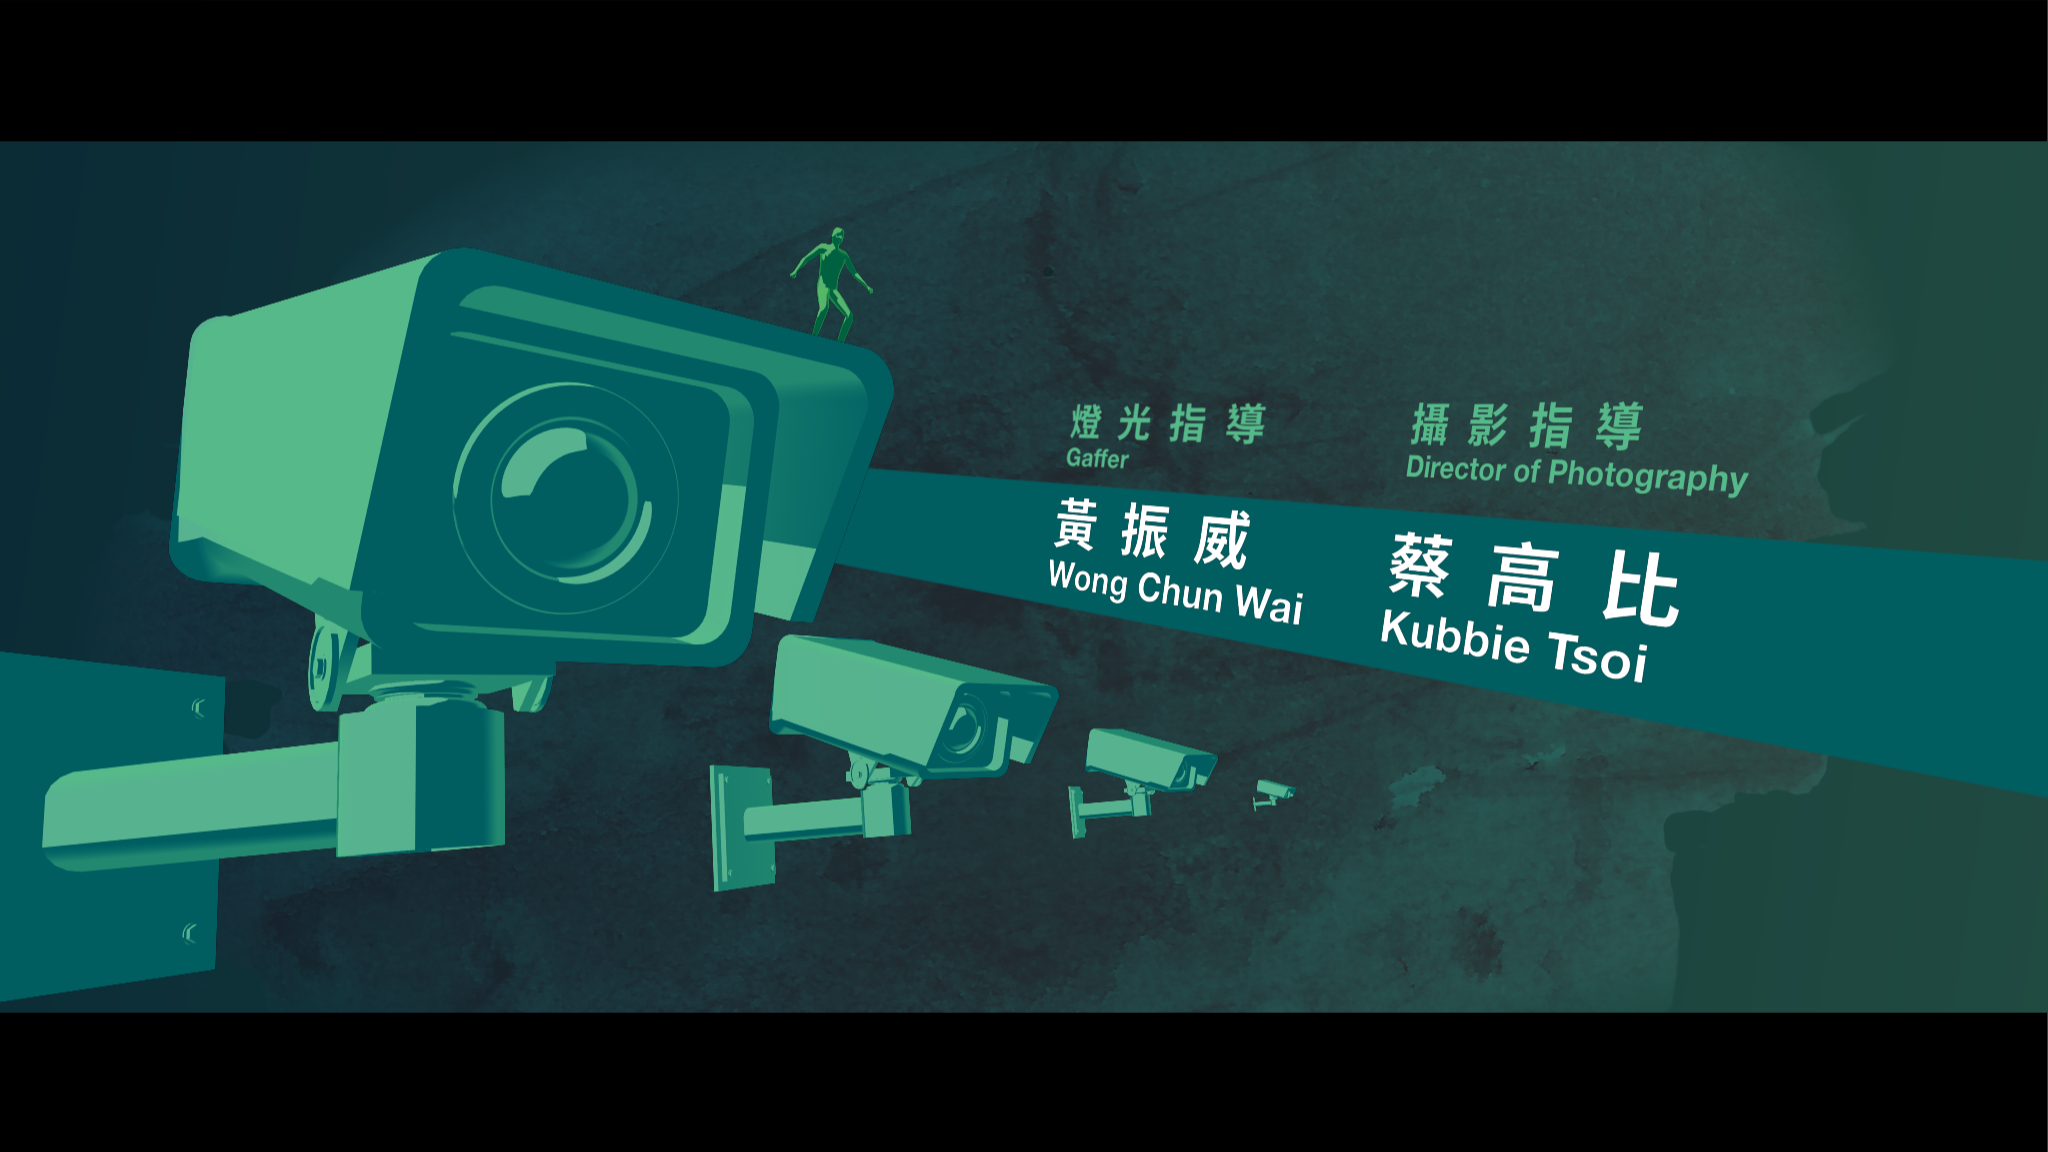 燈光指導
Gaffer
黃振威
Wong Chun Wai
攝影指導
Director of Photography
蔡高比
Kubbie Tsoi